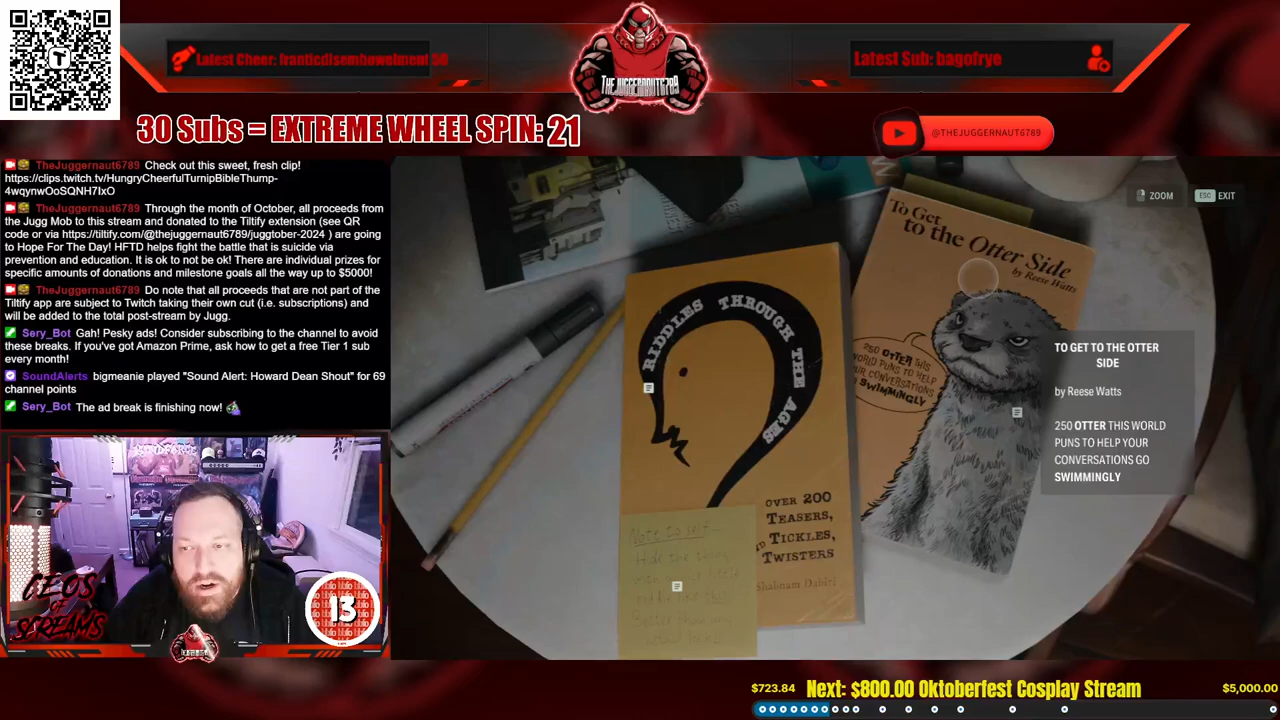 Latest Cheer: franticdisembowelment 50
THEJUGGERNAUT6789
Latest Sub: bagofrye
30 Subs = EXTREME WHEEL SPIN: 21
@THEJUGGERNAUT6789
TheJuggernaut6789 Check out this sweet, fresh clip!
https://clips.twitch.tv/HungryCheerfulTurnipBibleThump-
4wqynwOoSQNH7IxO
TheJuggernaut6789 Through the month of October, all proceeds from
the Jugg Mob to this stream and donated to the Tiltify extension (see QR
code or via https://tiltify.com/@thejuggernaut6789/juggtober-2024 ) are going
to Hope For The Day! HFTD helps fight the battle that is suicide via
prevention and education. It is ok to not be ok! There are individual prizes for
specific amounts of donations and milestone goals all the way up to $5000!
TheJuggernaut6789 Do note that all proceeds that are not part of the
Tiltify app are subject to Twitch taking their own cut (i.e. subscriptions) and
will be added to the total post-stream by Jugg.
Sery_Bot Gah! Pesky ads! Consider subscribing to the channel to avoid
these breaks. If you've got Amazon Prime, ask how to get a free Tier 1 sub
every month!
SoundAlerts bigmeanie played "Sound Alert: Howard Dean Shout" for 69
channel points
Sery_Bot The ad break is finishing now!
ZOOM
ESC EXIT
To Get
to the Otter Side
by Reese Watts
250 OTTER THIS
WORLD PUNS TO HELP
YOUR CONVERSATIONS GO
SWIMMINGLY
RIDDLES THROUGH THE AGES
OVER 200
TEASERS,
TICKLES,
AND TWISTERS
Shabnam Dabiri
Note to self
TO GET TO THE OTTER
SIDE
by Reese Watts
250 OTTER THIS WORLD
PUNS TO HELP YOUR
CONVERSATIONS GO
SWIMMINGLY
CEOS
OF
SCREAMS
13
$723.84
Next: $800.00 Oktoberfest Cosplay Stream
$5,000.00